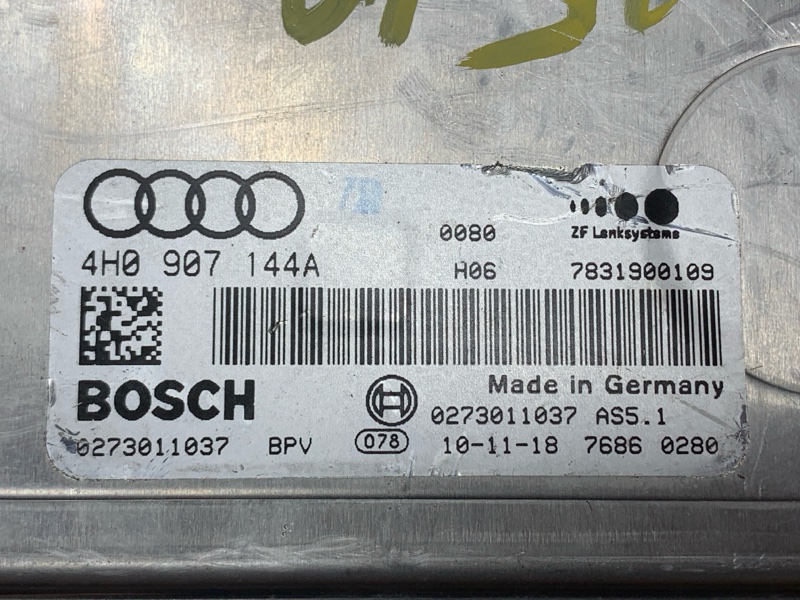 0080
ZF Lenksysteme
4H0 907 144A H06 7831900109
BOSCH
Made in Germany
0273011037 AS5.1
0273011037 BPV 078 10-11-18 7686 0280